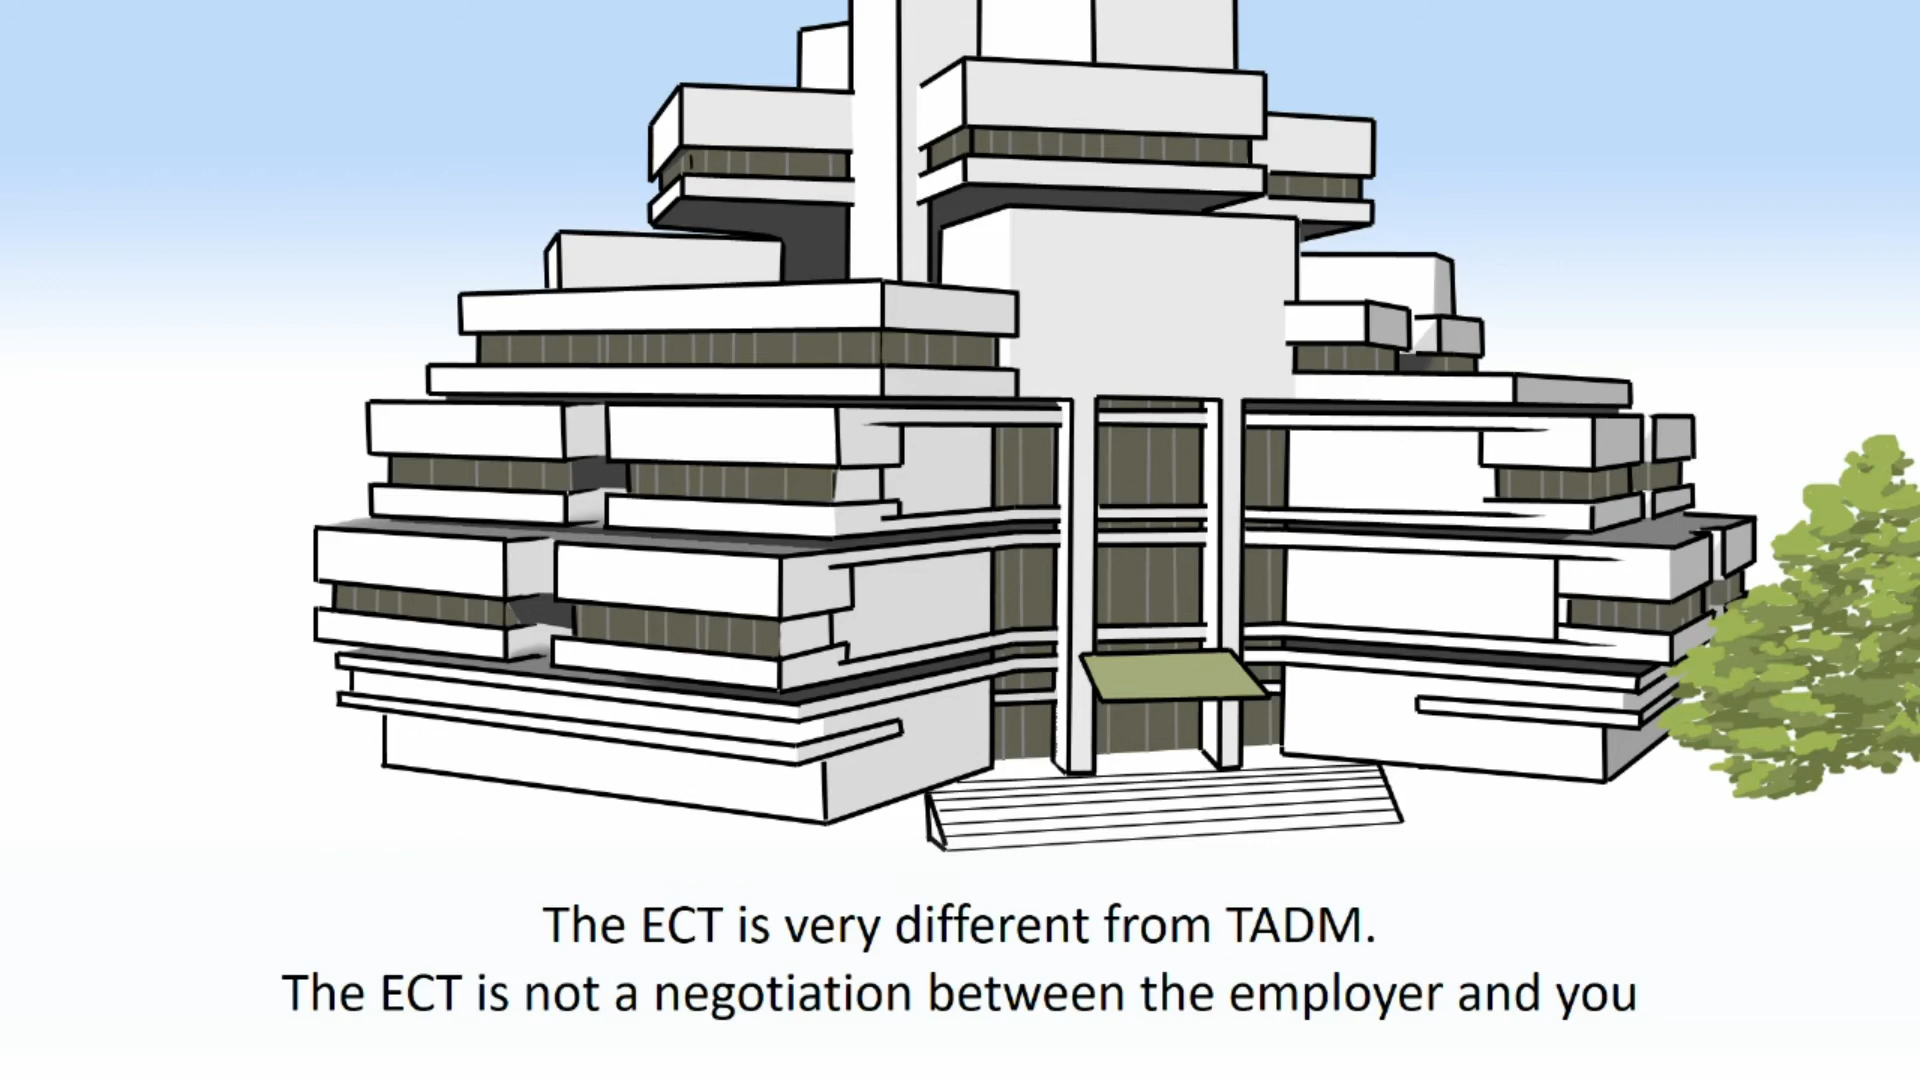 The ECT is very different from TADM.
The ECT is not a negotiation between the employer and you